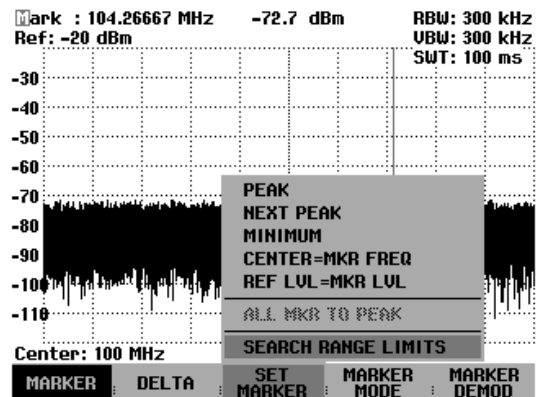 Mark : 104.26667 MHz -72.7 dBm RBW: 300 kHz
Ref: -20 dBm VBW: 300 kHz
SWT: 100 ms
-30
-40
-50
-60
-70
-80
-90
-100
-110
PEAK
NEXT PEAK
MINIMUM
CENTER=MKR FREQ
REF LVL=MKR LVL
ALL MKR TO PEAK
SEARCH RANGE LIMITS
Center: 100 MHz
MARKER DELTA SET MARKER MARKER
MARKER MODE DEMOD